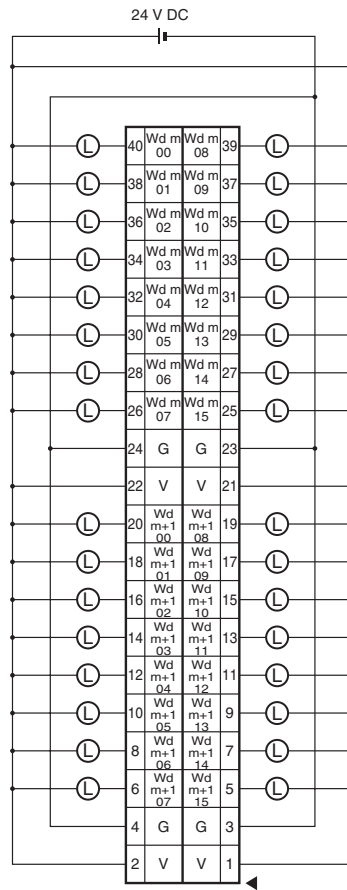 24 V DC
L 40 Wd m 00 Wd m 08 39 L
L 38 Wd m 01 Wd m 09 37 L
L 36 Wd m 02 Wd m 10 35 L
L 34 Wd m 03 Wd m 11 33 L
L 32 Wd m 04 Wd m 12 31 L
L 30 Wd m 05 Wd m 13 29 L
L 28 Wd m 06 Wd m 14 27 L
L 26 Wd m 07 Wd m 15 25 L
24 G G 23
22 V V 21
L 20 Wd m+1 00 Wd m+1 08 19 L
L 18 Wd m+1 01 Wd m+1 09 17 L
L 16 Wd m+1 02 Wd m+1 10 15 L
L 14 Wd m+1 03 Wd m+1 11 13 L
L 12 Wd m+1 04 Wd m+1 12 11 L
L 10 Wd m+1 05 Wd m+1 13 9 L
L 8 Wd m+1 06 Wd m+1 14 7 L
L 6 Wd m+1 07 Wd m+1 15 5 L
4 G G 3
2 V V 1